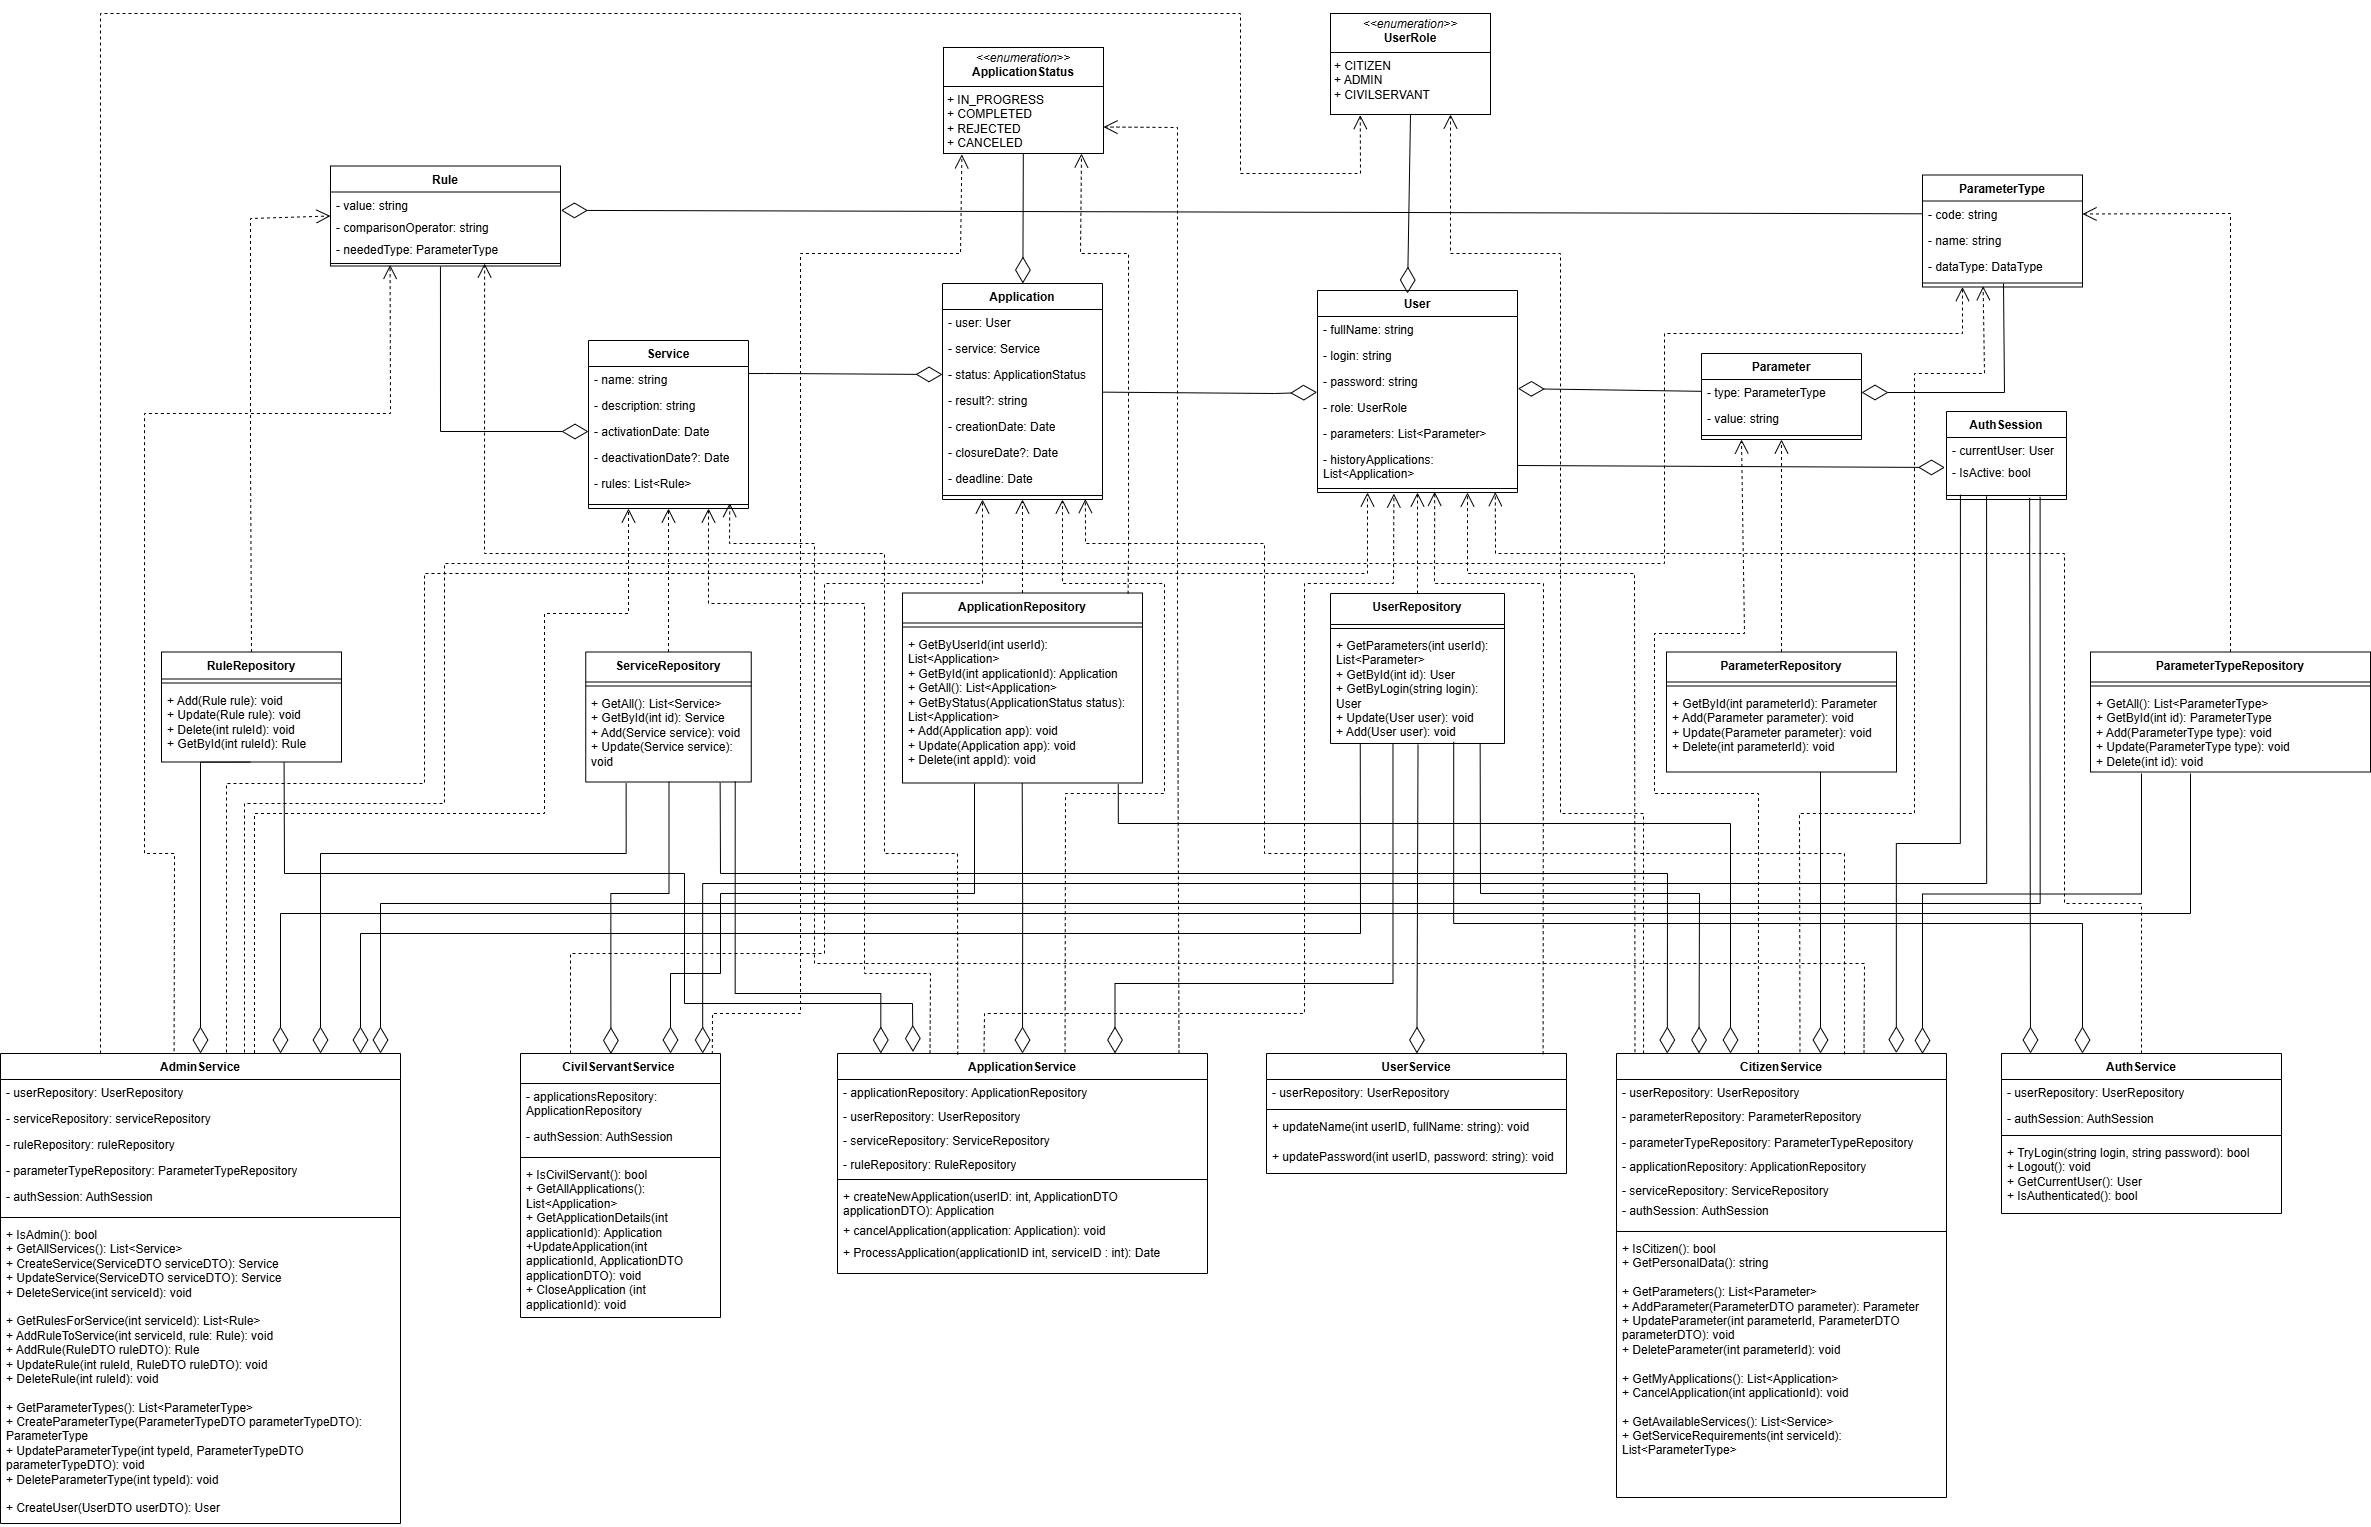 <<enumeration>>
UserRole
+ CITIZEN
+ ADMIN
+ CIVILSERVANT
<<enumeration>>
ApplicationStatus
+ IN_PROGRESS
+ COMPLETED
+ REJECTED
+ CANCELED
Rule
- value: string
- comparisonOperator: string
- neededType: ParameterType
ParameterType
- code: string
- name: string
- dataType: DataType
Service
- name: string
- description: string
- activationDate: Date
- deactivationDate?: Date
- rules: List<Rule>
Application
- user: User
- service: Service
- status: ApplicationStatus
- result?: string
- creationDate: Date
- closureDate?: Date
- deadline: Date
User
- fullName: string
- login: string
- password: string
- role: UserRole
- parameters: List<Parameter>
- historyApplications:
List<Application>
Parameter
- type: ParameterType
- value: string
AuthSession
- currentUser: User
- IsActive: bool
RuleRepository
+ Add(Rule rule): void
+ Update(Rule rule): void
+ Delete(int ruleId): void
+ GetById(int ruleId): Rule
ServiceRepository
+ GetAll(): List<Service>
+ GetById(int id): Service
+ Add(Service service): void
+ Update(Service service):
void
ApplicationRepository
+ GetByUserId(int userId):
List<Application>
+ GetById(int applicationId): Application
+ GetAll(): List<Application>
+ GetByStatus(ApplicationStatus status):
List<Application>
+ Add(Application app): void
+ Update(Application app): void
+ Delete(int appId): void
UserRepository
+ GetParameters(int userId):
List<Parameter>
+ GetById(int id): User
+ GetByLogin(string login):
User
+ Update(User user): void
+ Add(User user): void
ParameterRepository
+ GetById(int parameterId): Parameter
+ Add(Parameter parameter): void
+ Update(Parameter parameter): void
+ Delete(int parameterId): void
ParameterTypeRepository
+ GetAll(): List<ParameterType>
+ GetById(int id): ParameterType
+ Add(ParameterType type): void
+ Update(ParameterType type): void
+ Delete(int id): void
AdminService
- userRepository: UserRepository
- serviceRepository: serviceRepository
- ruleRepository: ruleRepository
- parameterTypeRepository: ParameterTypeRepository
- authSession: AuthSession
+ IsAdmin(): bool
+ GetAllServices(): List<Service>
+ CreateService(ServiceDTO serviceDTO): Service
+ UpdateService(ServiceDTO serviceDTO): Service
+ DeleteService(int serviceId): void
+ GetRulesForService(int serviceId): List<Rule>
+ AddRuleToService(int serviceId, rule: Rule): void
+ AddRule(RuleDTO ruleDTO): Rule
+ UpdateRule(int ruleId, RuleDTO ruleDTO): void
+ DeleteRule(int ruleId): void
+ GetParameterTypes(): List<ParameterType>
+ CreateParameterType(ParameterTypeDTO parameterTypeDTO):
ParameterType
+ UpdateParameterType(int typeId, ParameterTypeDTO
parameterTypeDTO): void
+ DeleteParameterType(int typeId): void
+ CreateUser(UserDTO userDTO): User
CivilServantService
- applicationsRepository:
ApplicationRepository
- authSession: AuthSession
+ IsCivilServant(): bool
+ GetAllApplications():
List<Application>
+ GetApplicationDetails(int
applicationId): Application
+UpdateApplication(int
applicationId, ApplicationDTO
applicationDTO): void
+ CloseApplication (int
applicationId): void
ApplicationService
- applicationRepository: ApplicationRepository
- userRepository: UserRepository
- serviceRepository: ServiceRepository
- ruleRepository: RuleRepository
+ createNewApplication(userID: int, ApplicationDTO
applicationDTO): Application
+ cancelApplication(application: Application): void
+ ProcessApplication(applicationID int, serviceID : int): Date
UserService
- userRepository: UserRepository
+ updateName(int userID, fullName: string): void
+ updatePassword(int userID, password: string): void
CitizenService
- userRepository: UserRepository
- parameterRepository: ParameterRepository
- parameterTypeRepository: ParameterTypeRepository
- applicationRepository: ApplicationRepository
- serviceRepository: ServiceRepository
- authSession: AuthSession
+ IsCitizen(): bool
+ GetPersonalData(): string
+ GetParameters(): List<Parameter>
+ AddParameter(ParameterDTO parameter): Parameter
+ UpdateParameter(int parameterId, ParameterDTO
parameterDTO): void
+ DeleteParameter(int parameterId): void
+ GetMyApplications(): List<Application>
+ CancelApplication(int applicationId): void
+ GetAvailableServices(): List<Service>
+ GetServiceRequirements(int serviceId):
List<ParameterType>
AuthService
- userRepository: UserRepository
- authSession: AuthSession
+ TryLogin(string login, string password): bool
+ Logout(): void
+ GetCurrentUser(): User
+ IsAuthenticated(): bool